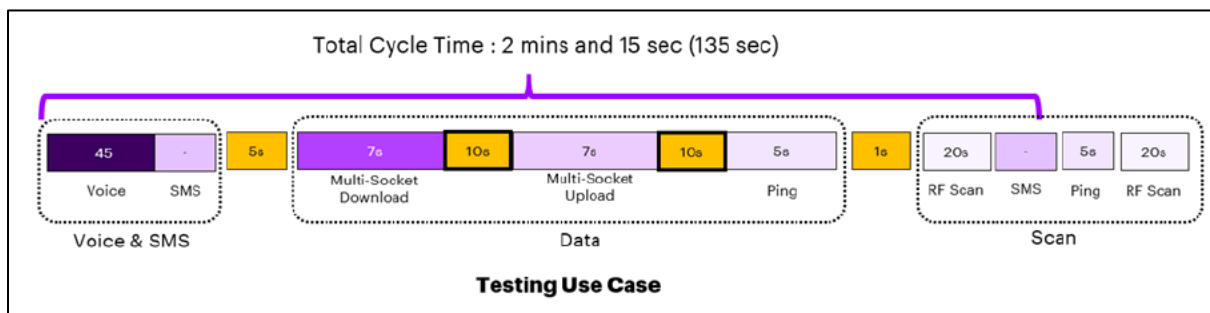 Total Cycle Time : 2 mins and 15 sec (135 sec)
45 - 5s 7s 10s 7s 10s 5s 1s 20s - 5s 20s
Voice SMS Multi-Socket Download Multi-Socket Upload Ping RF Scan SMS Ping RF Scan
Voice & SMS Data Scan
Testing Use Case